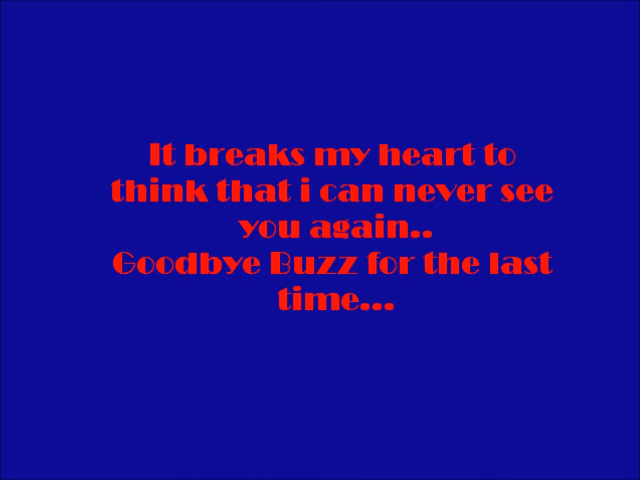 It breaks my heart to
think that i can never see
you again..
Goodbye Buzz for the last
time...